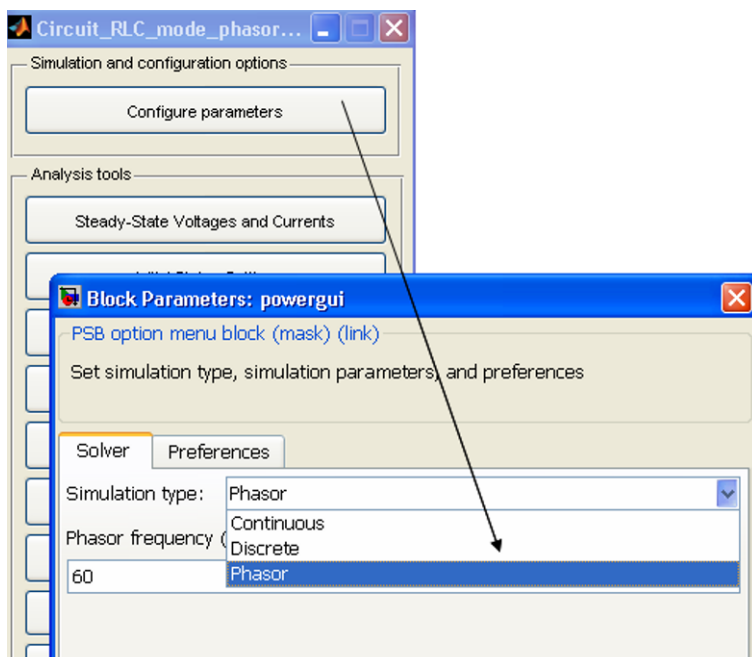 Circuit_RLC_mode_phasor...
Simulation and configuration options
Configure parameters
Analysis tools
Steady-State Voltages and Currents
Block Parameters: powergui
PSB option menu block (mask) (link)
Set simulation type, simulation parameters, and preferences
Solver Preferences
Simulation type: Phasor
Continuous
Phasor frequency (
Discrete
60 Phasor